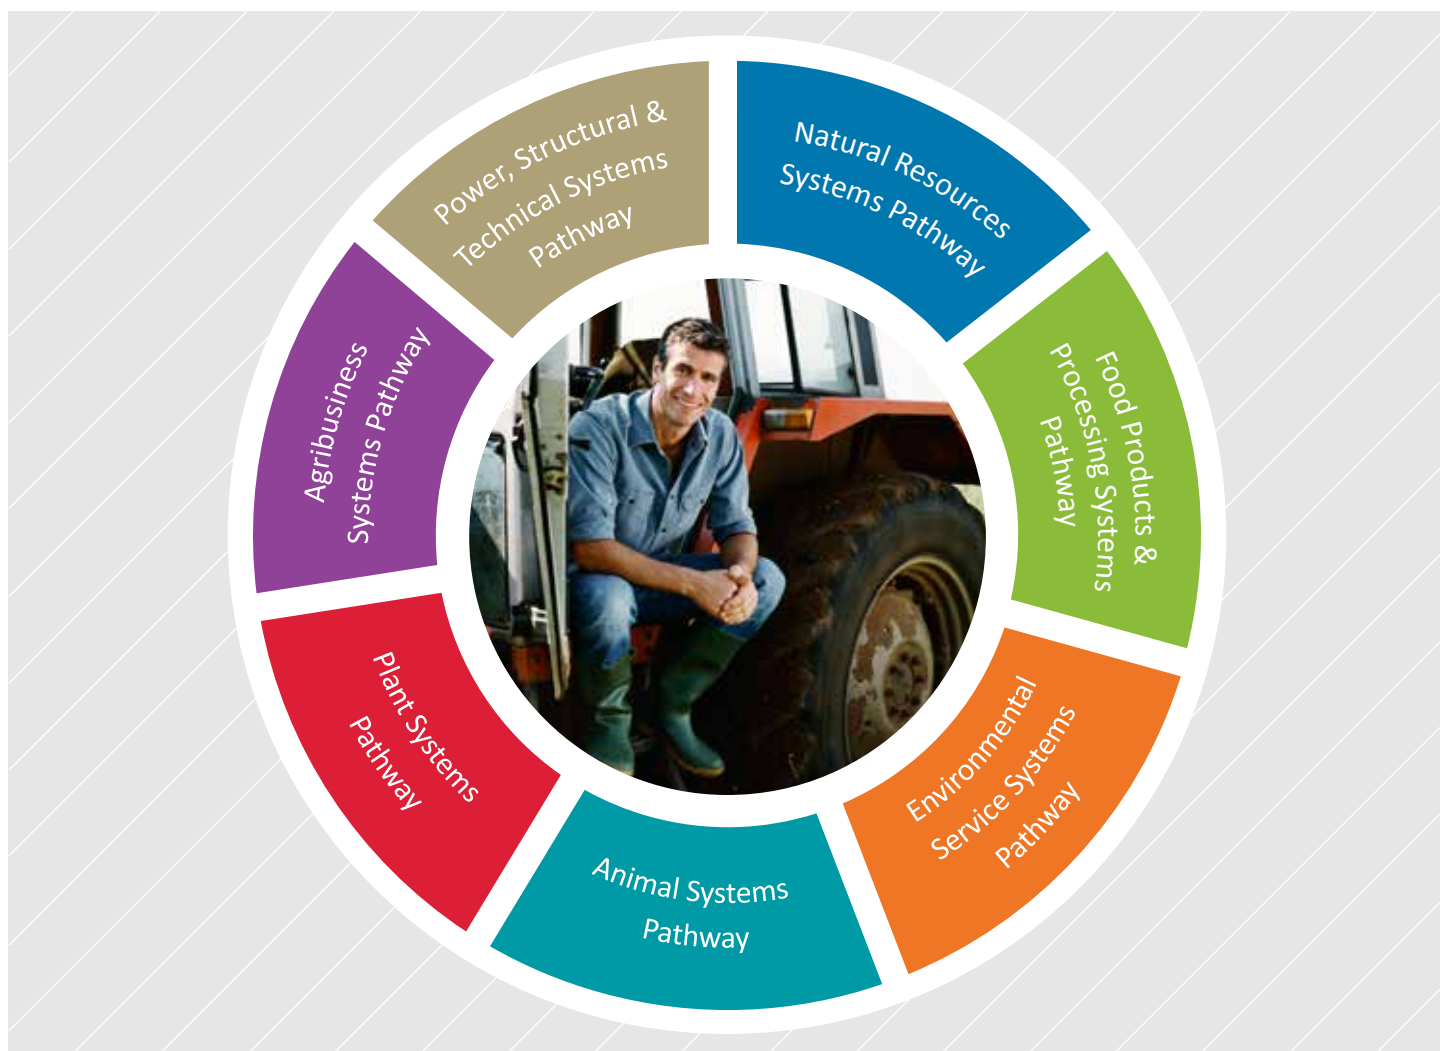 Power, Structural &
Technical Systems
Pathway
Natural Resources
Systems Pathway
Food Products &
Processing Systems
Pathway
Environmental
Service Systems
Pathway
Animal Systems
Pathway
Plant Systems
Pathway
Agribusiness
Systems Pathway